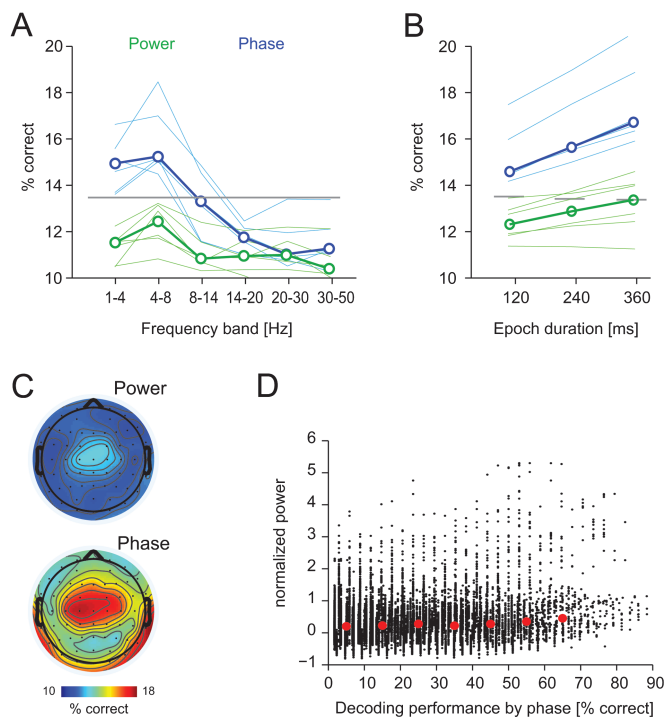 A
Power
Phase
% correct
20
18
16
14
12
10
1-4
4-8
8-14
14-20
20-30
30-50
Frequency band [Hz]
B
% correct
20
18
16
14
12
10
120
240
360
Epoch duration [ms]
C
Power
Phase
10
18
% correct
D
normalized power
6
5
4
3
2
1
0
−1
0
10
20
30
40
50
60
70
80
90
Decoding performance by phase [% correct]